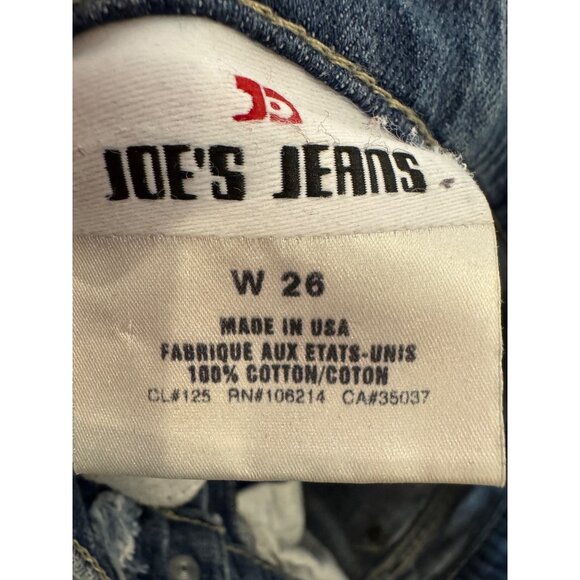 JOE'S JEANS
W 26
MADE IN USA
FABRIQUE AUX ETATS-UNIS
100% COTTON/COTON
CL#125 RN#106214 CA#35037